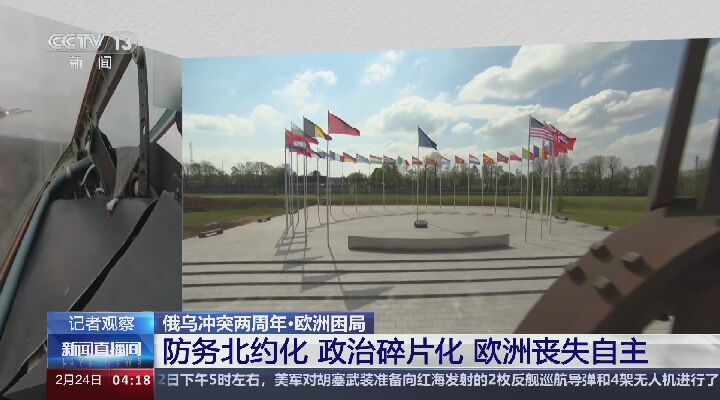 CCTV 13
新闻
记者观察
俄乌冲突两周年·欧洲困局
新闻直播间
防务北约化 政治碎片化 欧洲丧失自主
2月24日 04:18
2日下午5时左右，美军对胡塞武装准备向红海发射的2枚反舰巡航导弹和4架无人机进行了